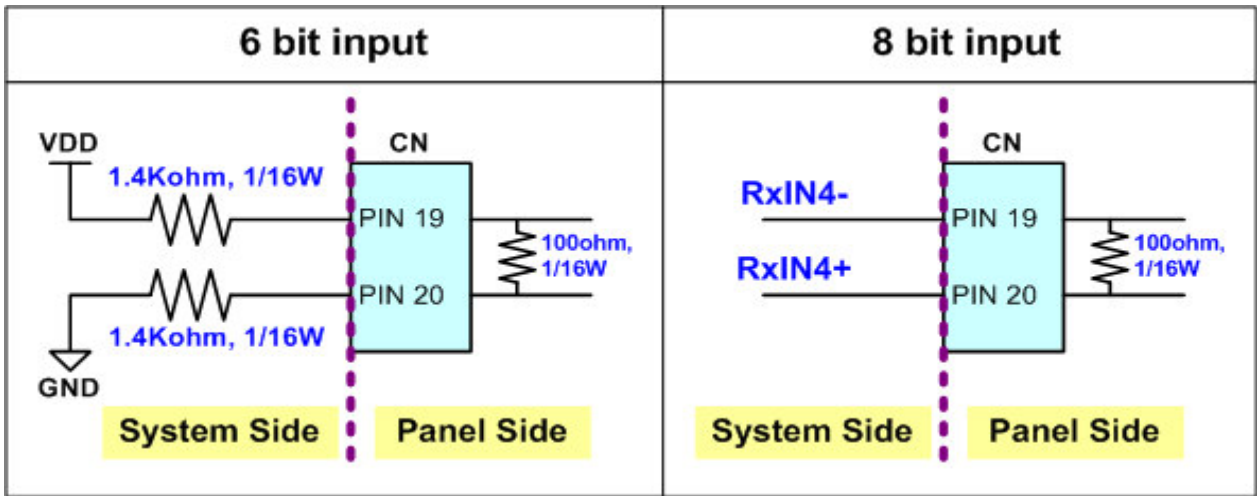 6 bit input
8 bit input
VDD
1.4Kohm, 1/16W
CN
PIN 19
100ohm,
1/16W
PIN 20
1.4Kohm, 1/16W
GND
System Side
Panel Side
CN
RxIN4-
PIN 19
100ohm,
1/16W
RxIN4+
PIN 20
System Side
Panel Side